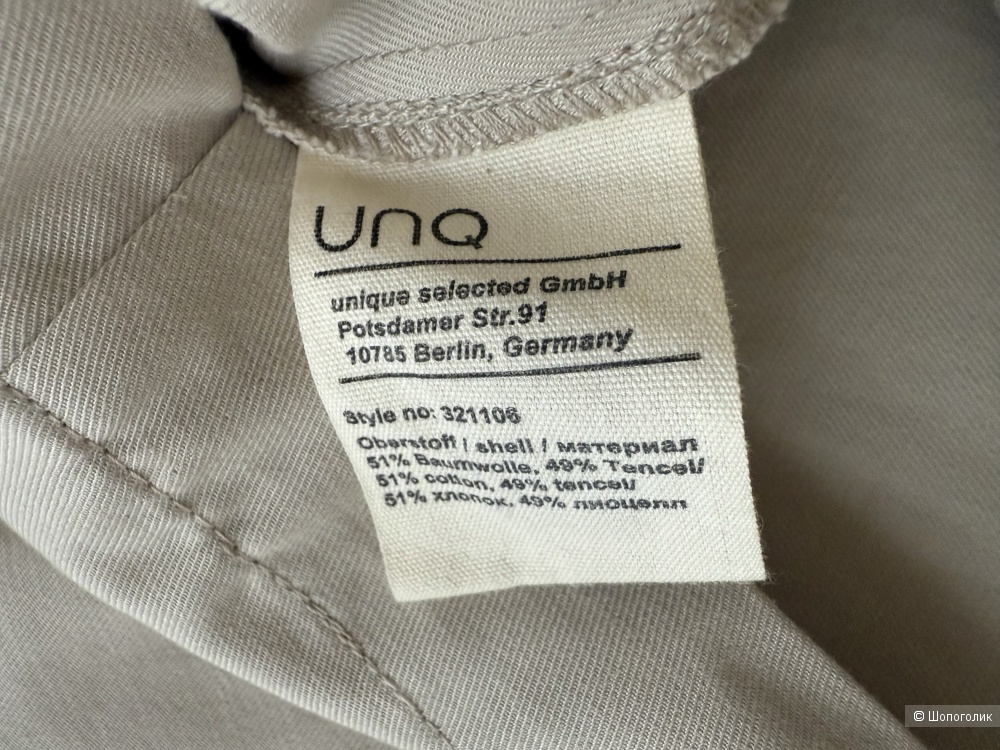 UNQ
unique selected GmbH
Potsdamer Str.91
10785 Berlin, Germany
Style no: 321106
Oberstoff / shell / материал
51% Baumwolle, 49% Tencel/
51% cotton, 49% tencel/
51% хлопок, 49% лиоцелл
© Шопоголик